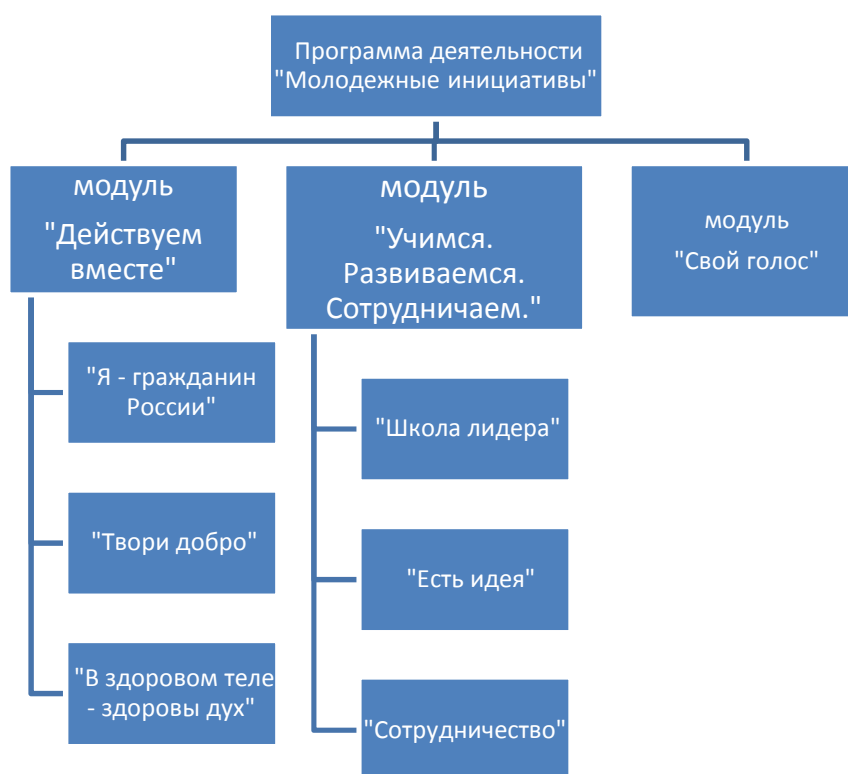 Программа деятельности
"Молодежные инициативы"
модуль
"Действуем
вместе"
"Я - гражданин
России"
"Твори добро"
"В здоровом теле
- здоровы дух"
модуль
"Учимся.
Развиваемся.
Сотрудничаем."
"Школа лидера"
"Есть идея"
"Сотрудничество"
модуль
"Свой голос"